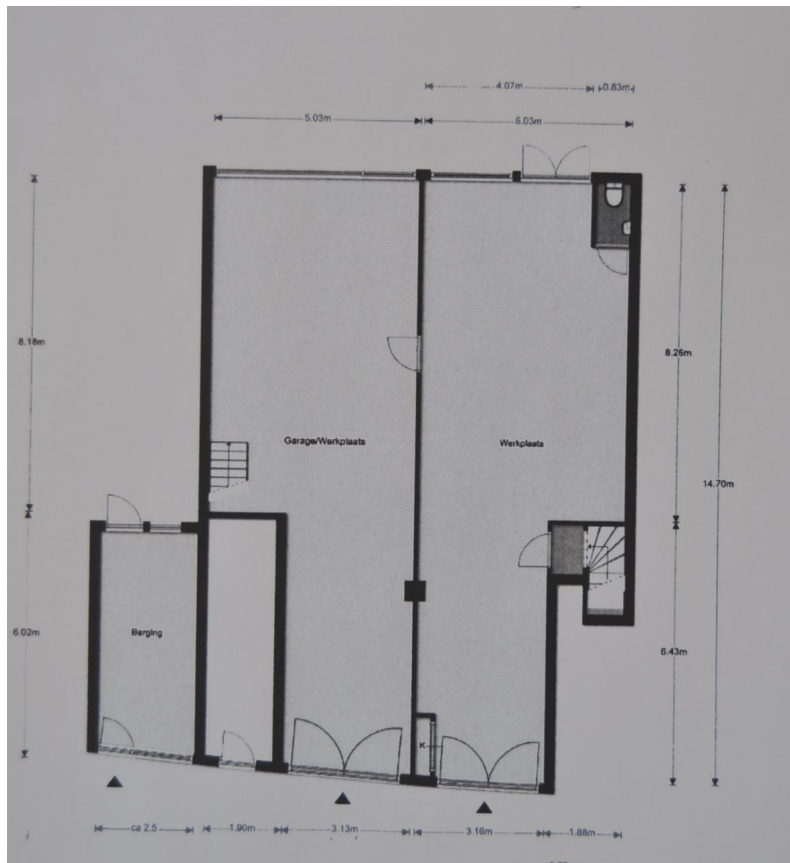 4.07m
0.83m
5.03m
5.03m
8.18m
8.26m
Garage/Werkplaats
Werkplaats
14.70m
Berging
6.02m
6.43m
K
ca 2.5
1.90m
3.13m
3.16m
1.88m